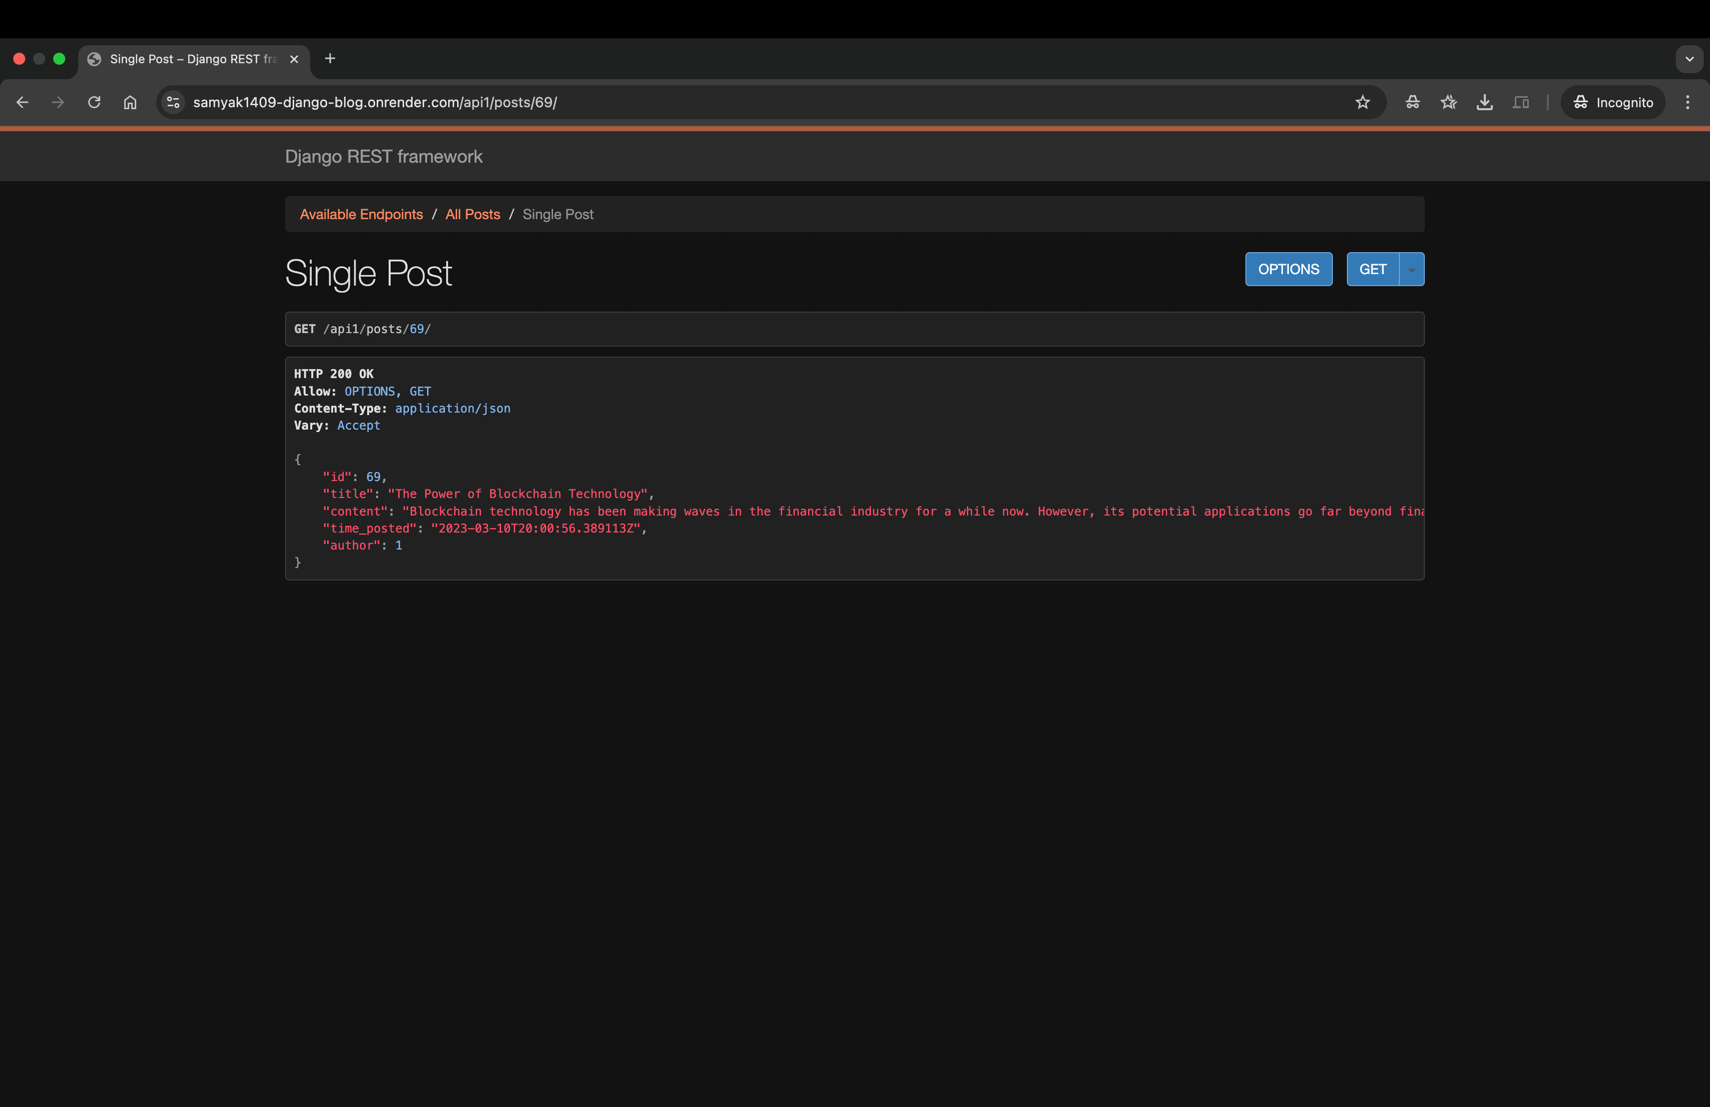 Single Post – Django REST fra
samyak1409-django-blog.onrender.com/api1/posts/69/
Incognito
Django REST framework
Available Endpoints / All Posts / Single Post
Single Post
OPTIONS
GET
GET /api1/posts/69/
HTTP 200 OK
Allow: OPTIONS, GET
Content-Type: application/json
Vary: Accept
{
    "id": 69,
    "title": "The Power of Blockchain Technology",
    "content": "Blockchain technology has been making waves in the financial industry for a while now. However, its potential applications go far beyond fina
    "time_posted": "2023-03-10T20:00:56.389113Z",
    "author": 1
}